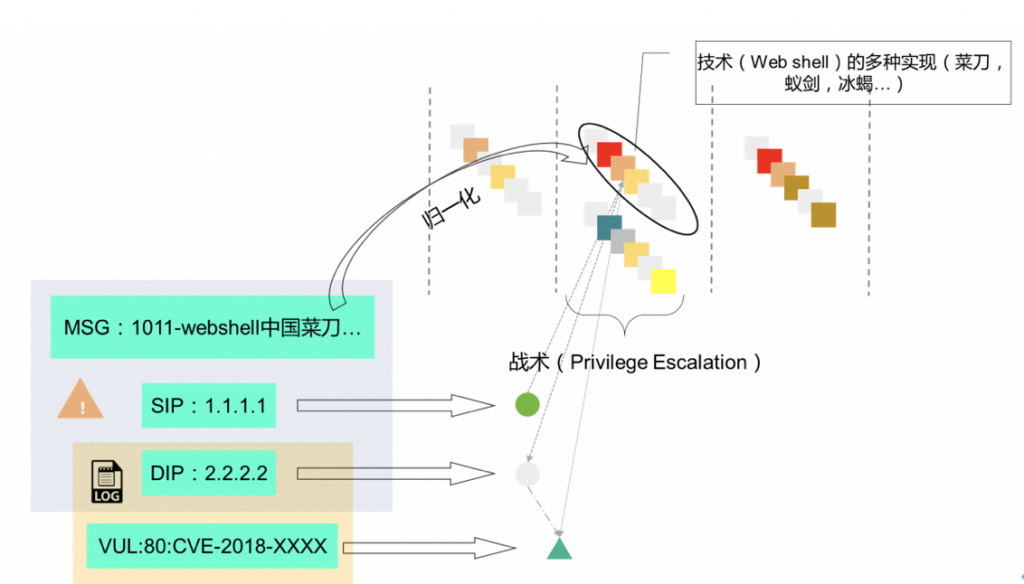 技术（Web shell）的多种实现（菜刀，
蚁剑，冰蝎…）
归一化
MSG：1011-webshell中国菜刀…
战术（Privilege Escalation）
!
SIP：1.1.1.1
DIP：2.2.2.2
LOG
VUL:80:CVE-2018-XXXX